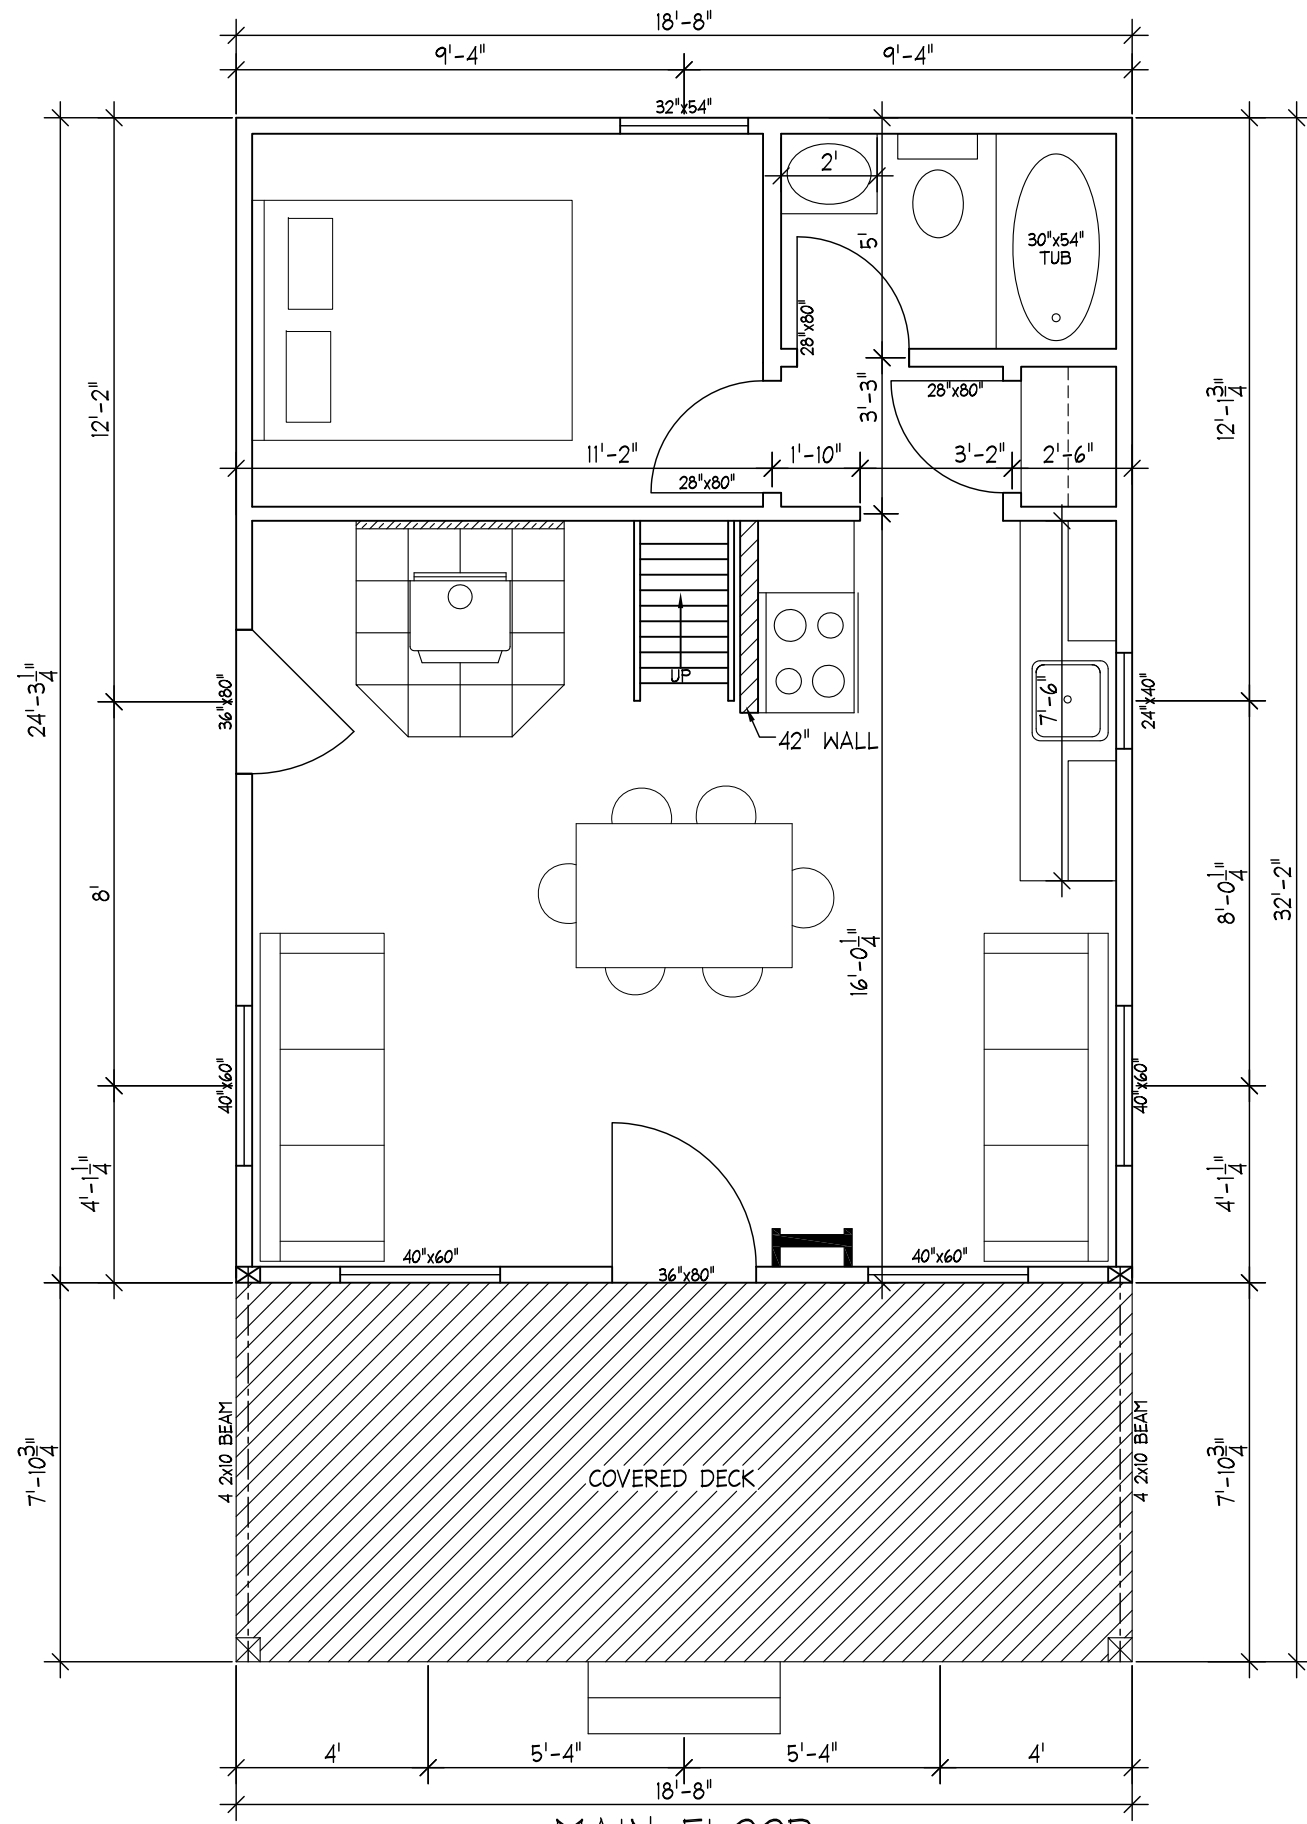 18'-8"
9'-4" 9'-4"
32"x54"
2'
5'
30"x54"
TUB
28"x80"
12'-2"
3'-3"
28"x80"
12'-1 3/4"
11'-2" 1'-10" 3'-2" 2'-6"
28"x80"
24'-3 1/4"
36"x80"
UP
7'-6"
24"x40"
42" WALL
8'
16'-0 1/4"
8'-0 1/4"
32'-2"
40"x60"
40"x60"
4'-1 1/4"
4'-1 1/4"
40"x60" 40"x60"
36"x80"
7'-10 3/4"
4 2x10 BEAM
COVERED DECK
4 2x10 BEAM
7'-10 3/4"
4' 5'-4" 5'-4" 4'
18'-8"
MAIN FLOOR